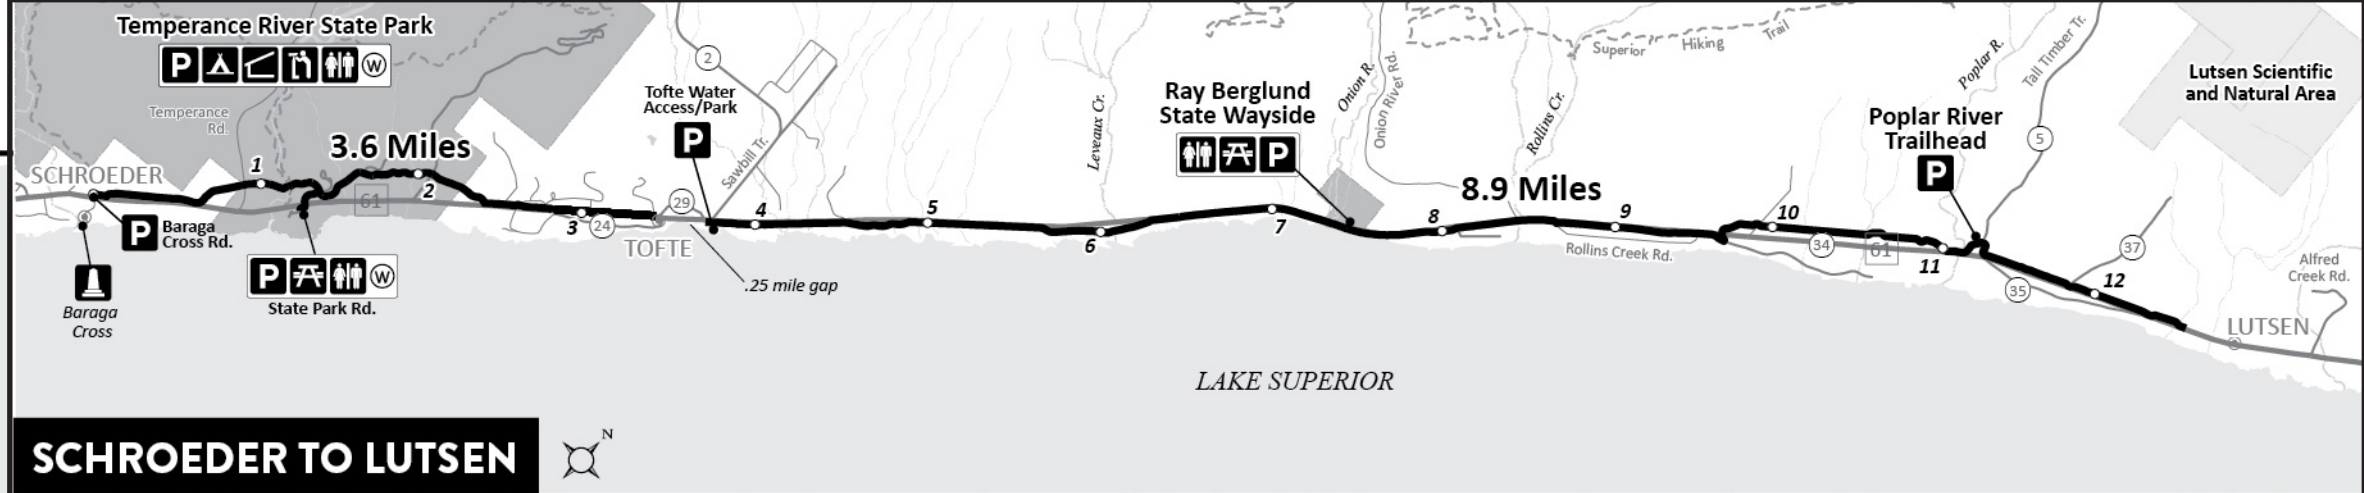 Temperance River State Park
P
W
Temperance
Rd.
SCHROEDER
1
3.6 Miles
61
2
P
Baraga
Cross Rd.
Baraga
Cross
P
W
State Park Rd.
3
24
2
Tofte Water
Access/Park
P
Sawbill Tr.
29
TOFTE
4
.25 mile gap
5
Leveaux Cr.
6
Ray Berglund
State Wayside
P
7
Onion R.
Onion River Rd.
8
8.9 Miles
Rollins Cr.
Superior Hiking Trail
9
Rollins Creek Rd.
10
34
61
11
Poplar River
Trailhead
P
Poplar R.
Tall Timber Tr.
5
35
37
12
Lutsen Scientific
and Natural Area
Alfred
Creek Rd.
LUTSEN
LAKE SUPERIOR
SCHROEDER TO LUTSEN
N